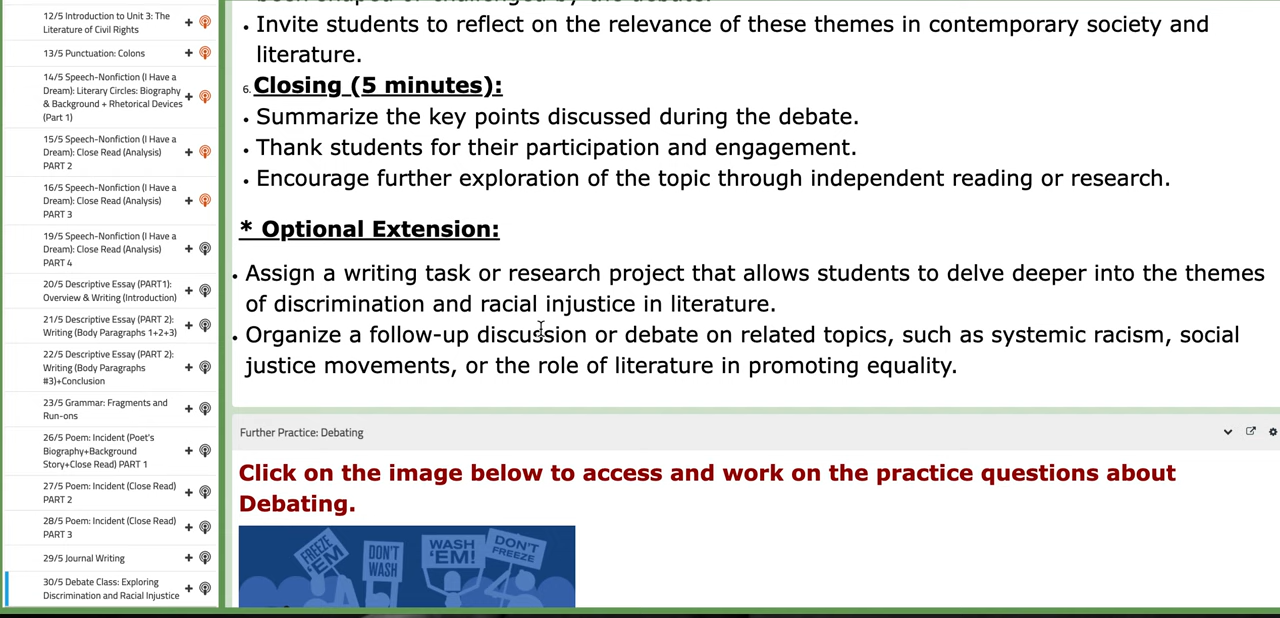 12/5 Introduction to Unit 3: The
Literature of Civil Rights
13/5 Punctuation: Colons
14/5 Speech-Nonfiction (I Have a
Dream): Literary Circles: Biography
& Background + Rhetorical Devices
(Part 1)
15/5 Speech-Nonfiction (I Have a
Dream): Close Read (Analysis)
PART 2
16/5 Speech-Nonfiction (I Have a
Dream): Close Read (Analysis)
PART 3
19/5 Speech-Nonfiction (I Have a
Dream): Close Read (Analysis)
PART 4
20/5 Descriptive Essay (PART1):
Overview & Writing (Introduction)
21/5 Descriptive Essay (PART 2):
Writing (Body Paragraphs 1+2+3)
22/5 Descriptive Essay (PART 2):
Writing (Body Paragraphs
#3)+Conclusion
23/5 Grammar: Fragments and
Run-ons
26/5 Poem: Incident (Poet's
Biography+Background
Story+Close Read) PART 1
27/5 Poem: Incident (Close Read)
PART 2
28/5 Poem: Incident (Close Read)
PART 3
29/5 Journal Writing
30/5 Debate Class: Exploring
Discrimination and Racial Injustice
been shaped or challenged by the debate.
• Invite students to reflect on the relevance of these themes in contemporary society and
literature.
6. Closing (5 minutes):
• Summarize the key points discussed during the debate.
• Thank students for their participation and engagement.
• Encourage further exploration of the topic through independent reading or research.
* Optional Extension:
• Assign a writing task or research project that allows students to delve deeper into the themes
of discrimination and racial injustice in literature.
• Organize a follow-up discussion or debate on related topics, such as systemic racism, social
justice movements, or the role of literature in promoting equality.
Further Practice: Debating
Click on the image below to access and work on the practice questions about
Debating.
FREEZE 'EM
DON'T WASH
WASH 'EM!
DON'T FREEZE